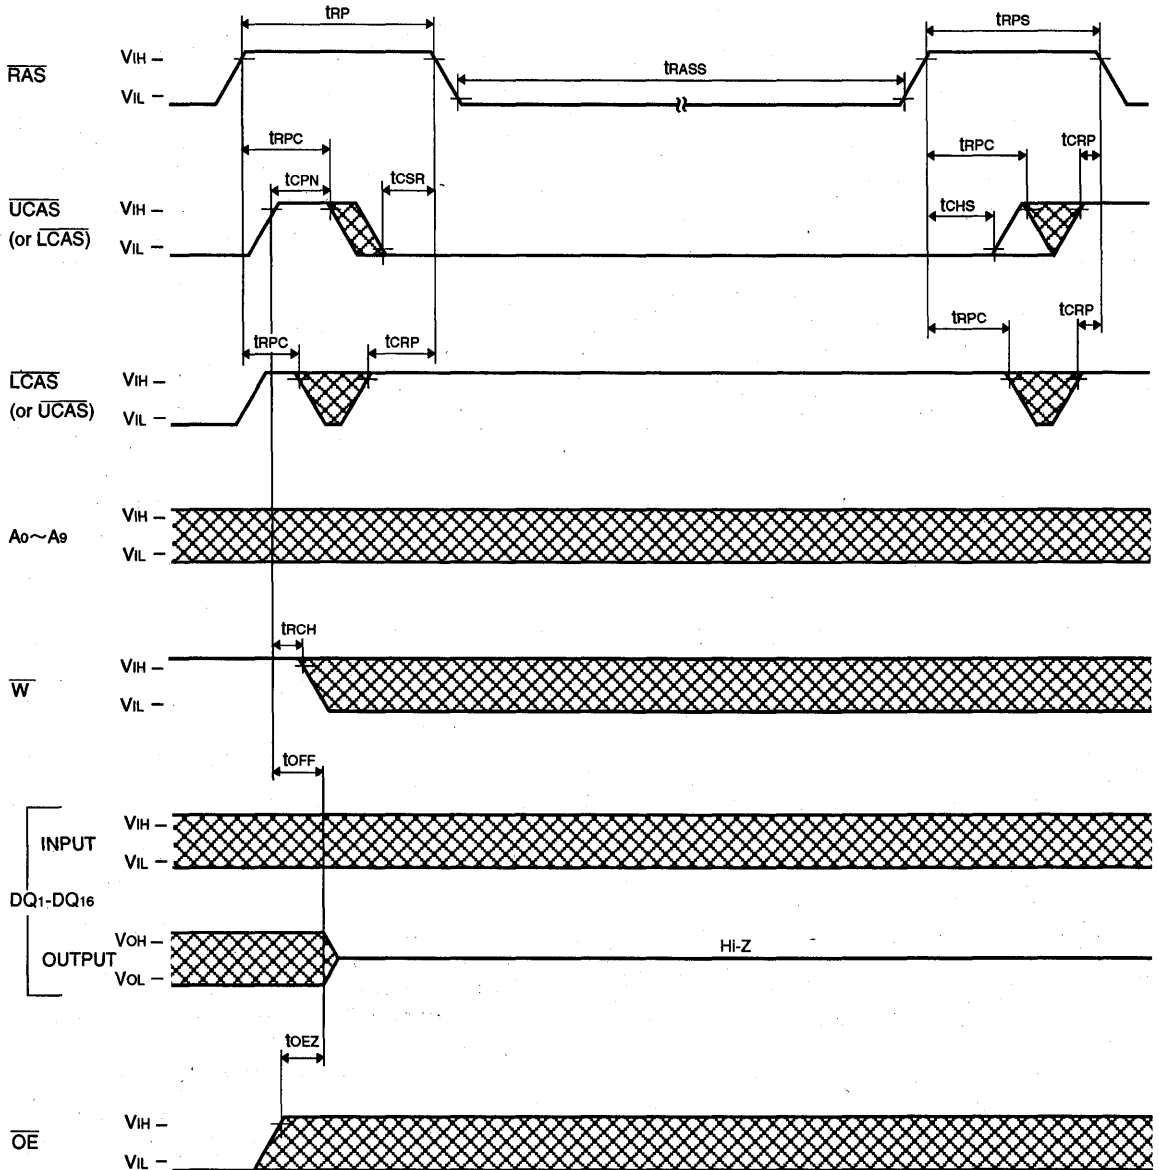 tRP
tRPS
RAS
VIH
VIL
tRASS
tRPC
tCPN
tCSR
tRPC
tCRP
tCHS
UCAS
(or LCAS)
VIH
VIL
tRPC
tCRP
tRPC
tCRP
LCAS
(or UCAS)
VIH
VIL
A0~A9
VIH
VIL
tRCH
W
VIH
VIL
tOFF
INPUT
VIH
VIL
DQ1-DQ16
OUTPUT
VOH
VOL
Hi-Z
tOEZ
OE
VIH
VIL